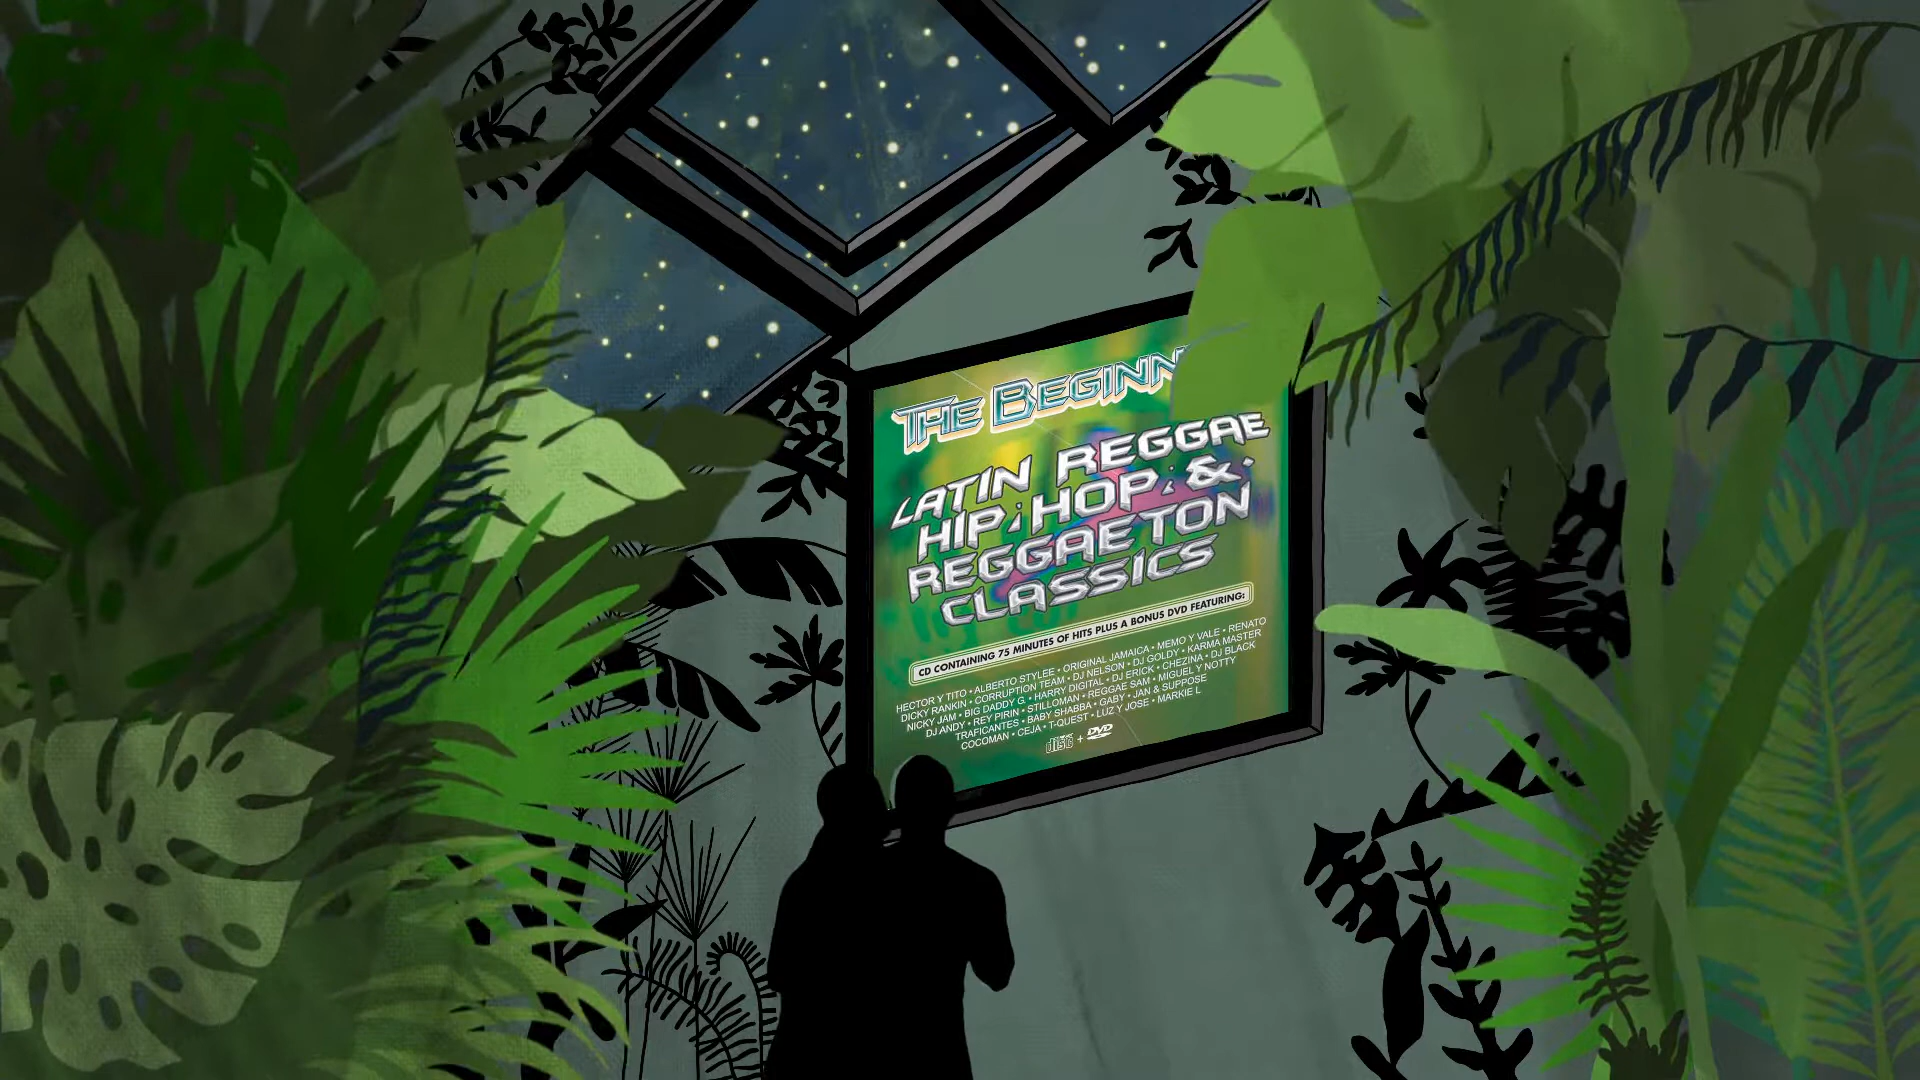 THE BEGINN
LATIN REGGAE
HIP·HOP &
REGGAETON
CLASSICS
CD CONTAINING 75 MINUTES OF HITS PLUS A BONUS DVD FEATURING:
HECTOR Y TITO • ALBERTO STYLEE • ORIGINAL JAMAICA • MEMO Y VALE • RENATO
DICKY RANKIN • CORRUPTION TEAM • DJ NELSON • DJ GOLDY • KARMA MASTER
NICKY JAM • BIG DADDY G. • HARRY DIGITAL • DJ ERICK • CHEZINA • DJ BLACK
DJ ANDY • REY PIRIN • STILLOMAN • REGGAE SAM • MIGUEL Y NOTTY
TRAFICANTES • BABY SHABBA • GABY • JAN & SUPPOSE
COCOMAN • CEJA • T-QUEST • LUZ Y JOSE • MARKIE L
disc + DVD